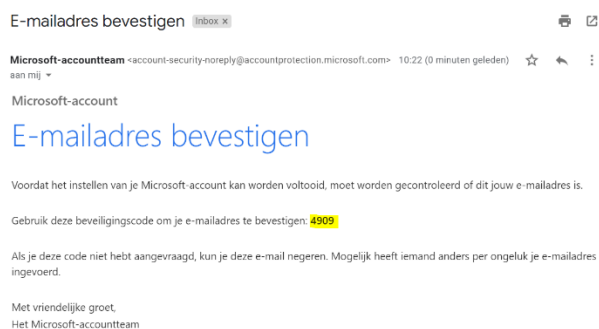 E-mailadres bevestigen Inbox x
Microsoft-accountteam <account-security-noreply@accountprotection.microsoft.com> 10:22 (0 minuten geleden)
aan mij
Microsoft-account
E-mailadres bevestigen
Voordat het instellen van je Microsoft-account kan worden voltooid, moet worden gecontroleerd of dit jouw e-mailadres is.
Gebruik deze beveiligingscode om je e-mailadres te bevestigen: 4909
Als je deze code niet hebt aangevraagd, kun je deze e-mail negeren. Mogelijk heeft iemand anders per ongeluk je e-mailadres
ingevoerd.
Met vriendelijke groet,
Het Microsoft-accountteam